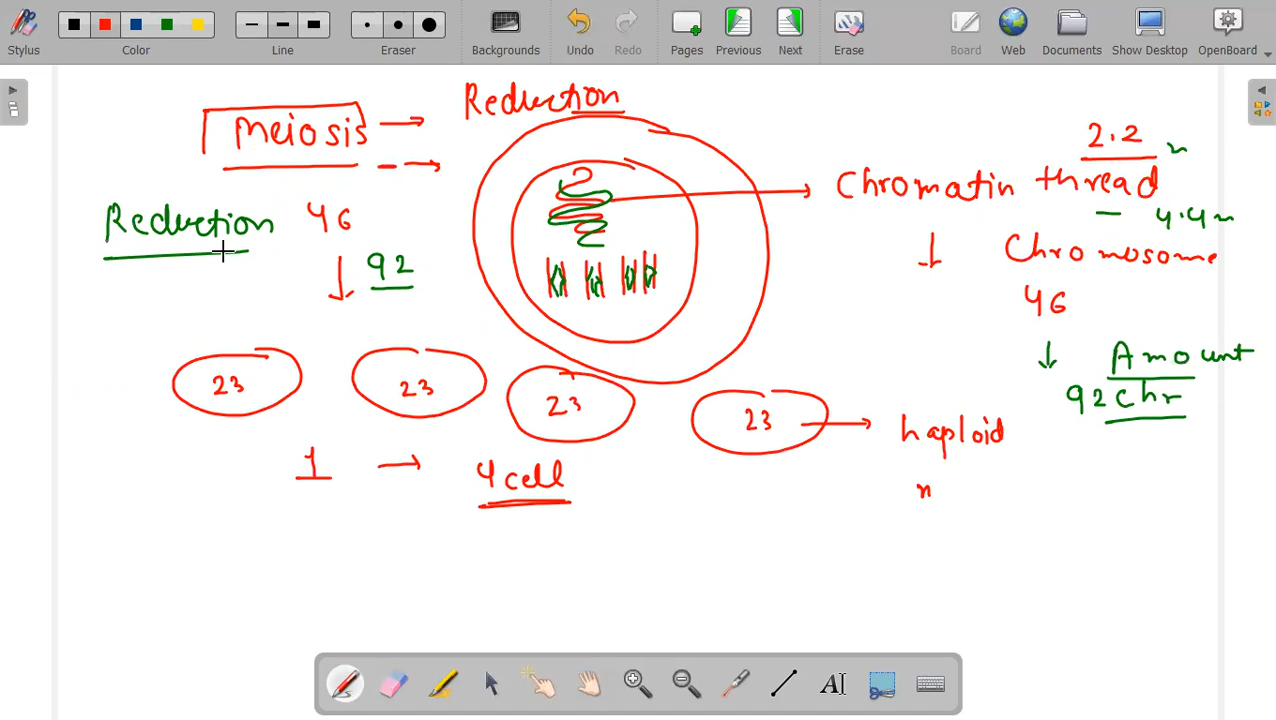 Stylus
Color
Line
Eraser
Backgrounds
Undo
Redo
Pages
Previous
Next
Erase
Board
Web
Documents
Show Desktop
OpenBoard
Meiosis → Reduction
2.2 m
Chromatin thread
4.4m
Reduction 46
↓ 92
↓ Chromosome
46
↓ Amount
92 Chr
23 23 23 23 → haploid
1 → 4 cell
n
AI